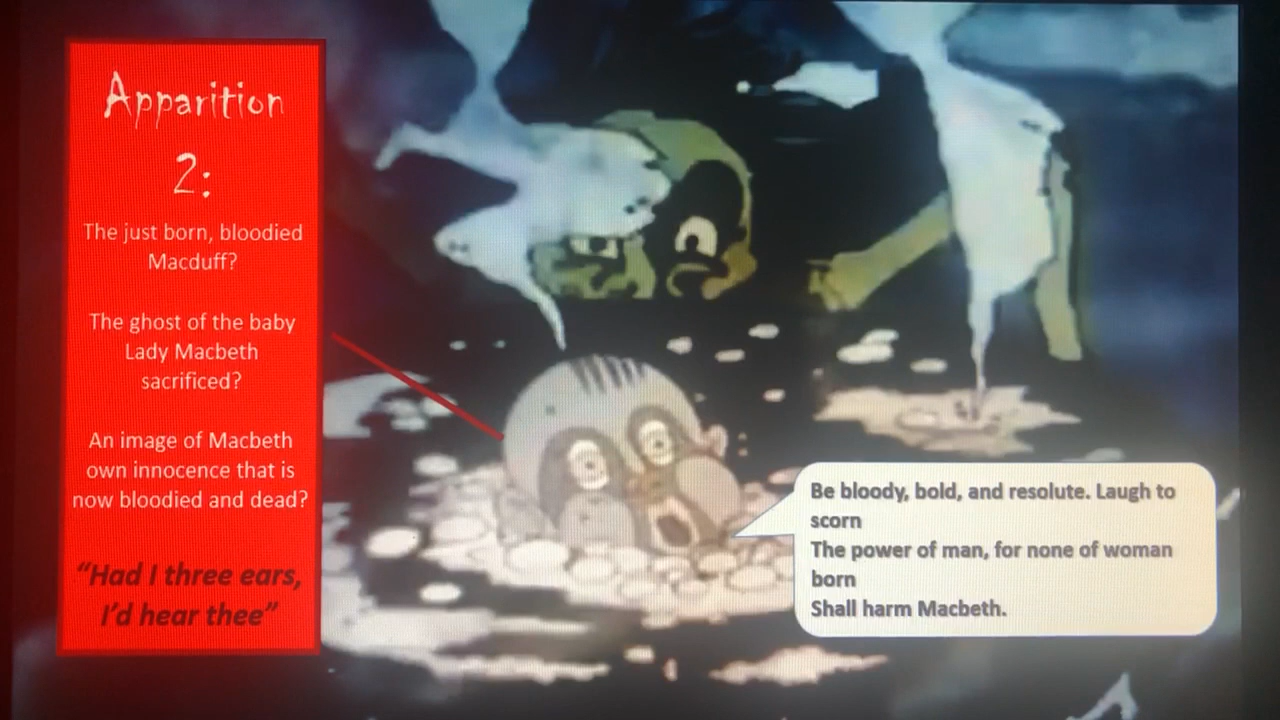 Apparition
2:
The just born, bloodied
Macduff?
The ghost of the baby
Lady Macbeth
sacrificed?
An image of Macbeth
own innocence that is
now bloodied and dead?
“Had I three ears,
I’d hear thee”
Be bloody, bold, and resolute. Laugh to
scorn
The power of man, for none of woman
born
Shall harm Macbeth.